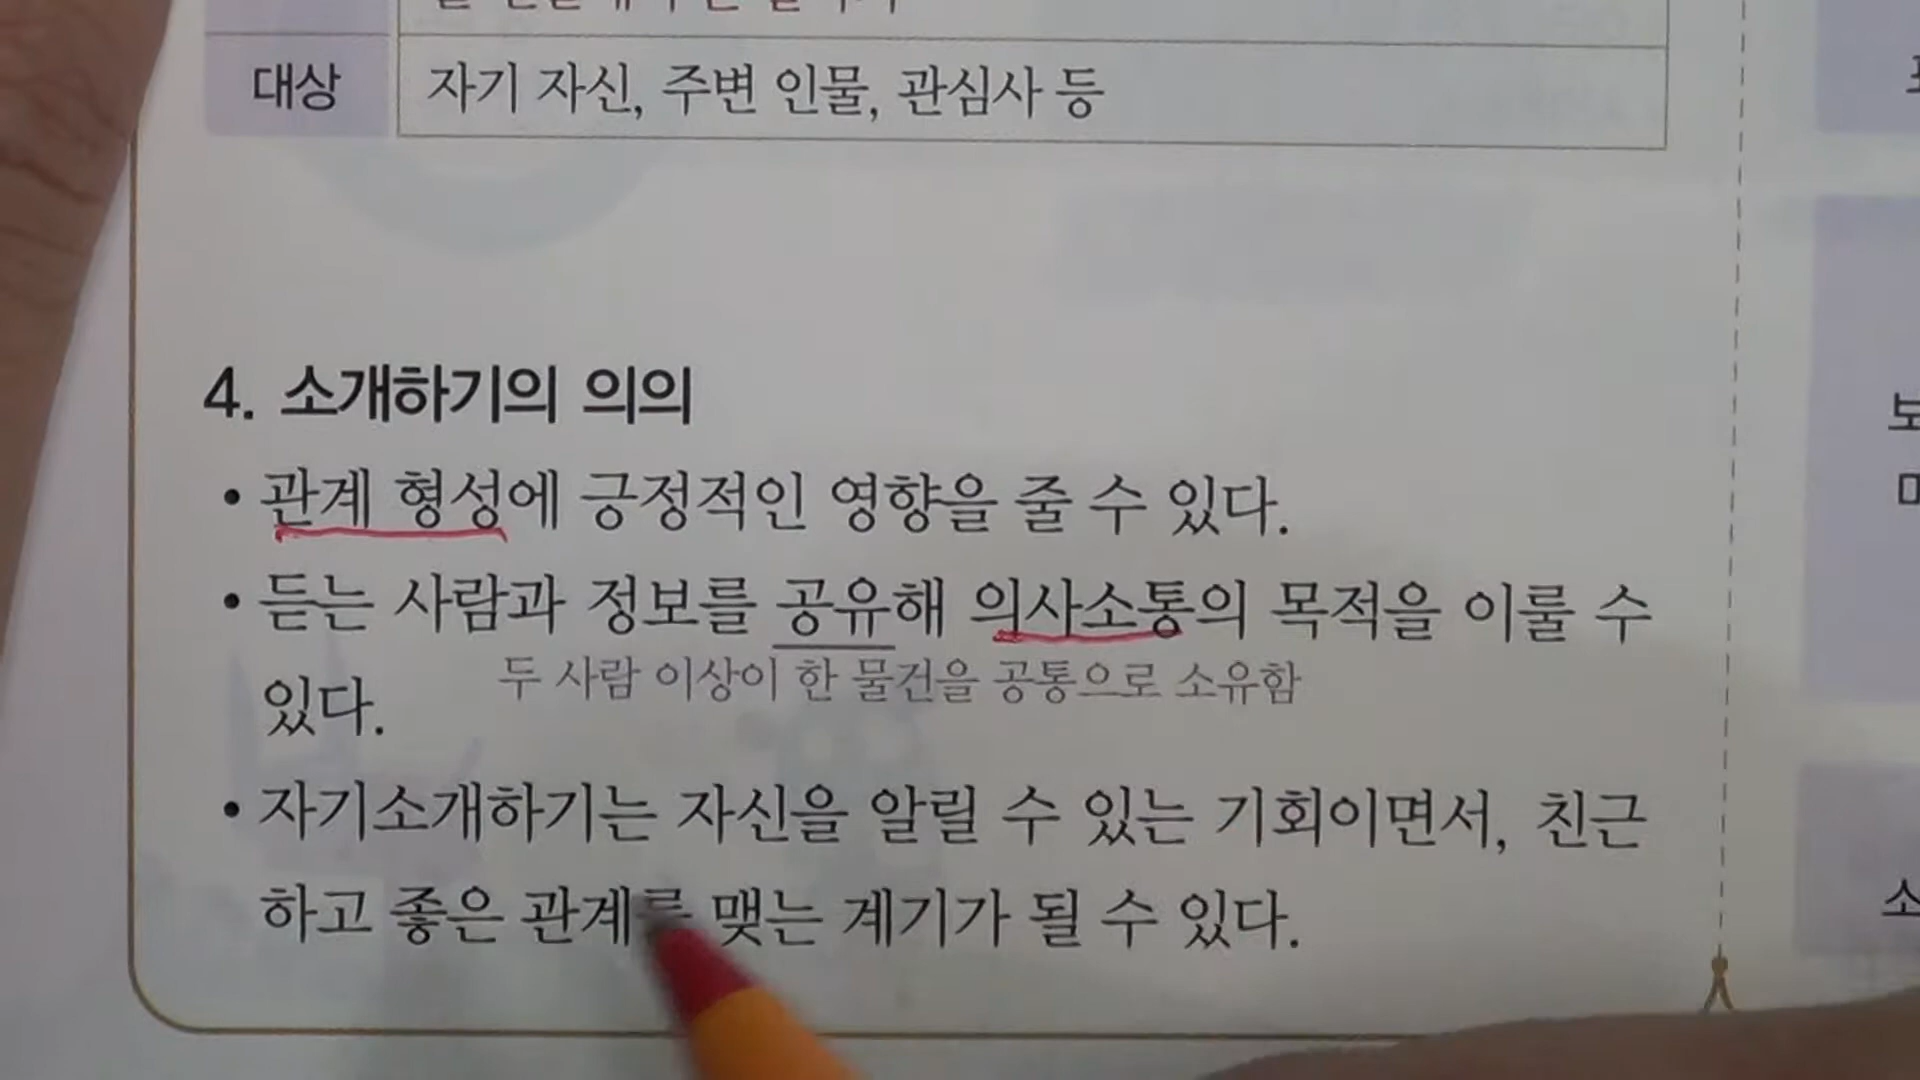 대상
자기 자신, 주변 인물, 관심사 등
4. 소개하기의 의의
• 관계 형성에 긍정적인 영향을 줄 수 있다.
• 듣는 사람과 정보를 공유해 의사소통의 목적을 이룰 수
두 사람 이상이 한 물건을 공통으로 소유함
있다.
• 자기소개하기는 자신을 알릴 수 있는 기회이면서, 친근
하고 좋은 관계를 맺는 계기가 될 수 있다.
보
소